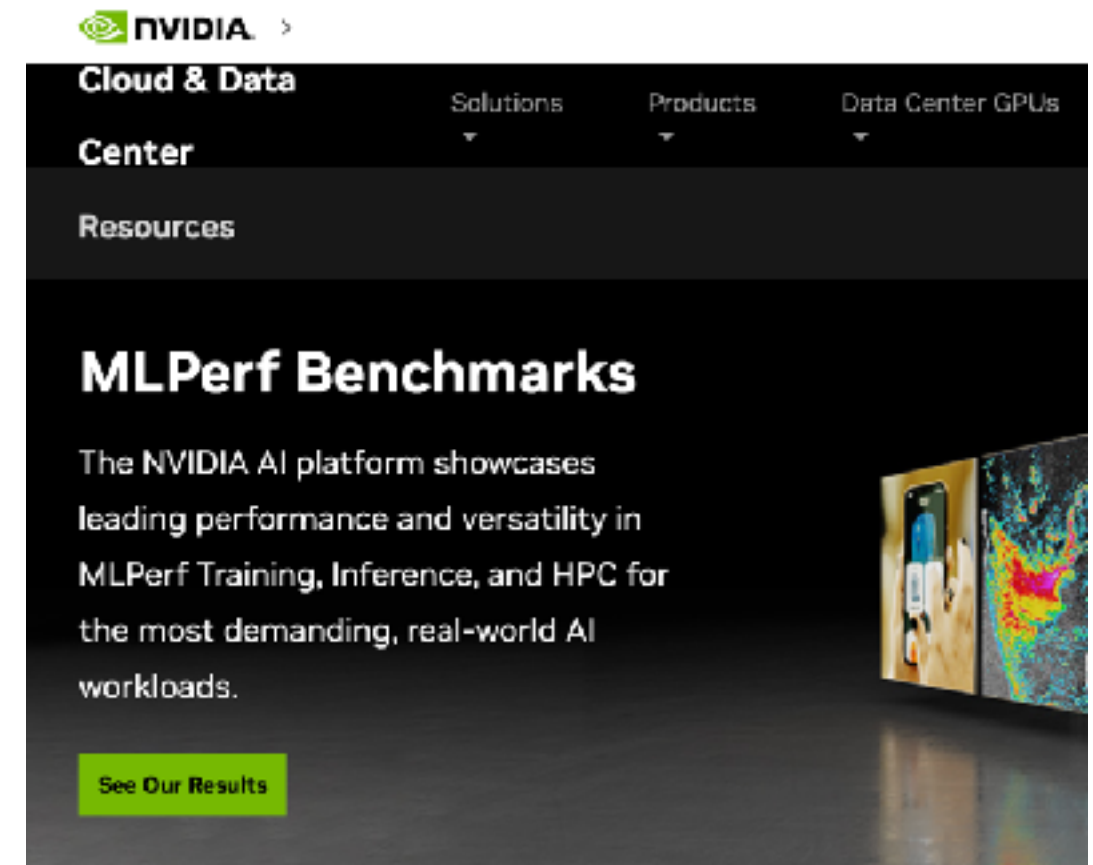 NVIDIA.
Cloud & Data
Center
Solutions
Products
Data Center GPUs
Resources
MLPerf Benchmarks
The NVIDIA AI platform showcases
leading performance and versatility in
MLPerf Training, Inference, and HPC for
the most demanding, real-world AI
workloads.
See Our Results